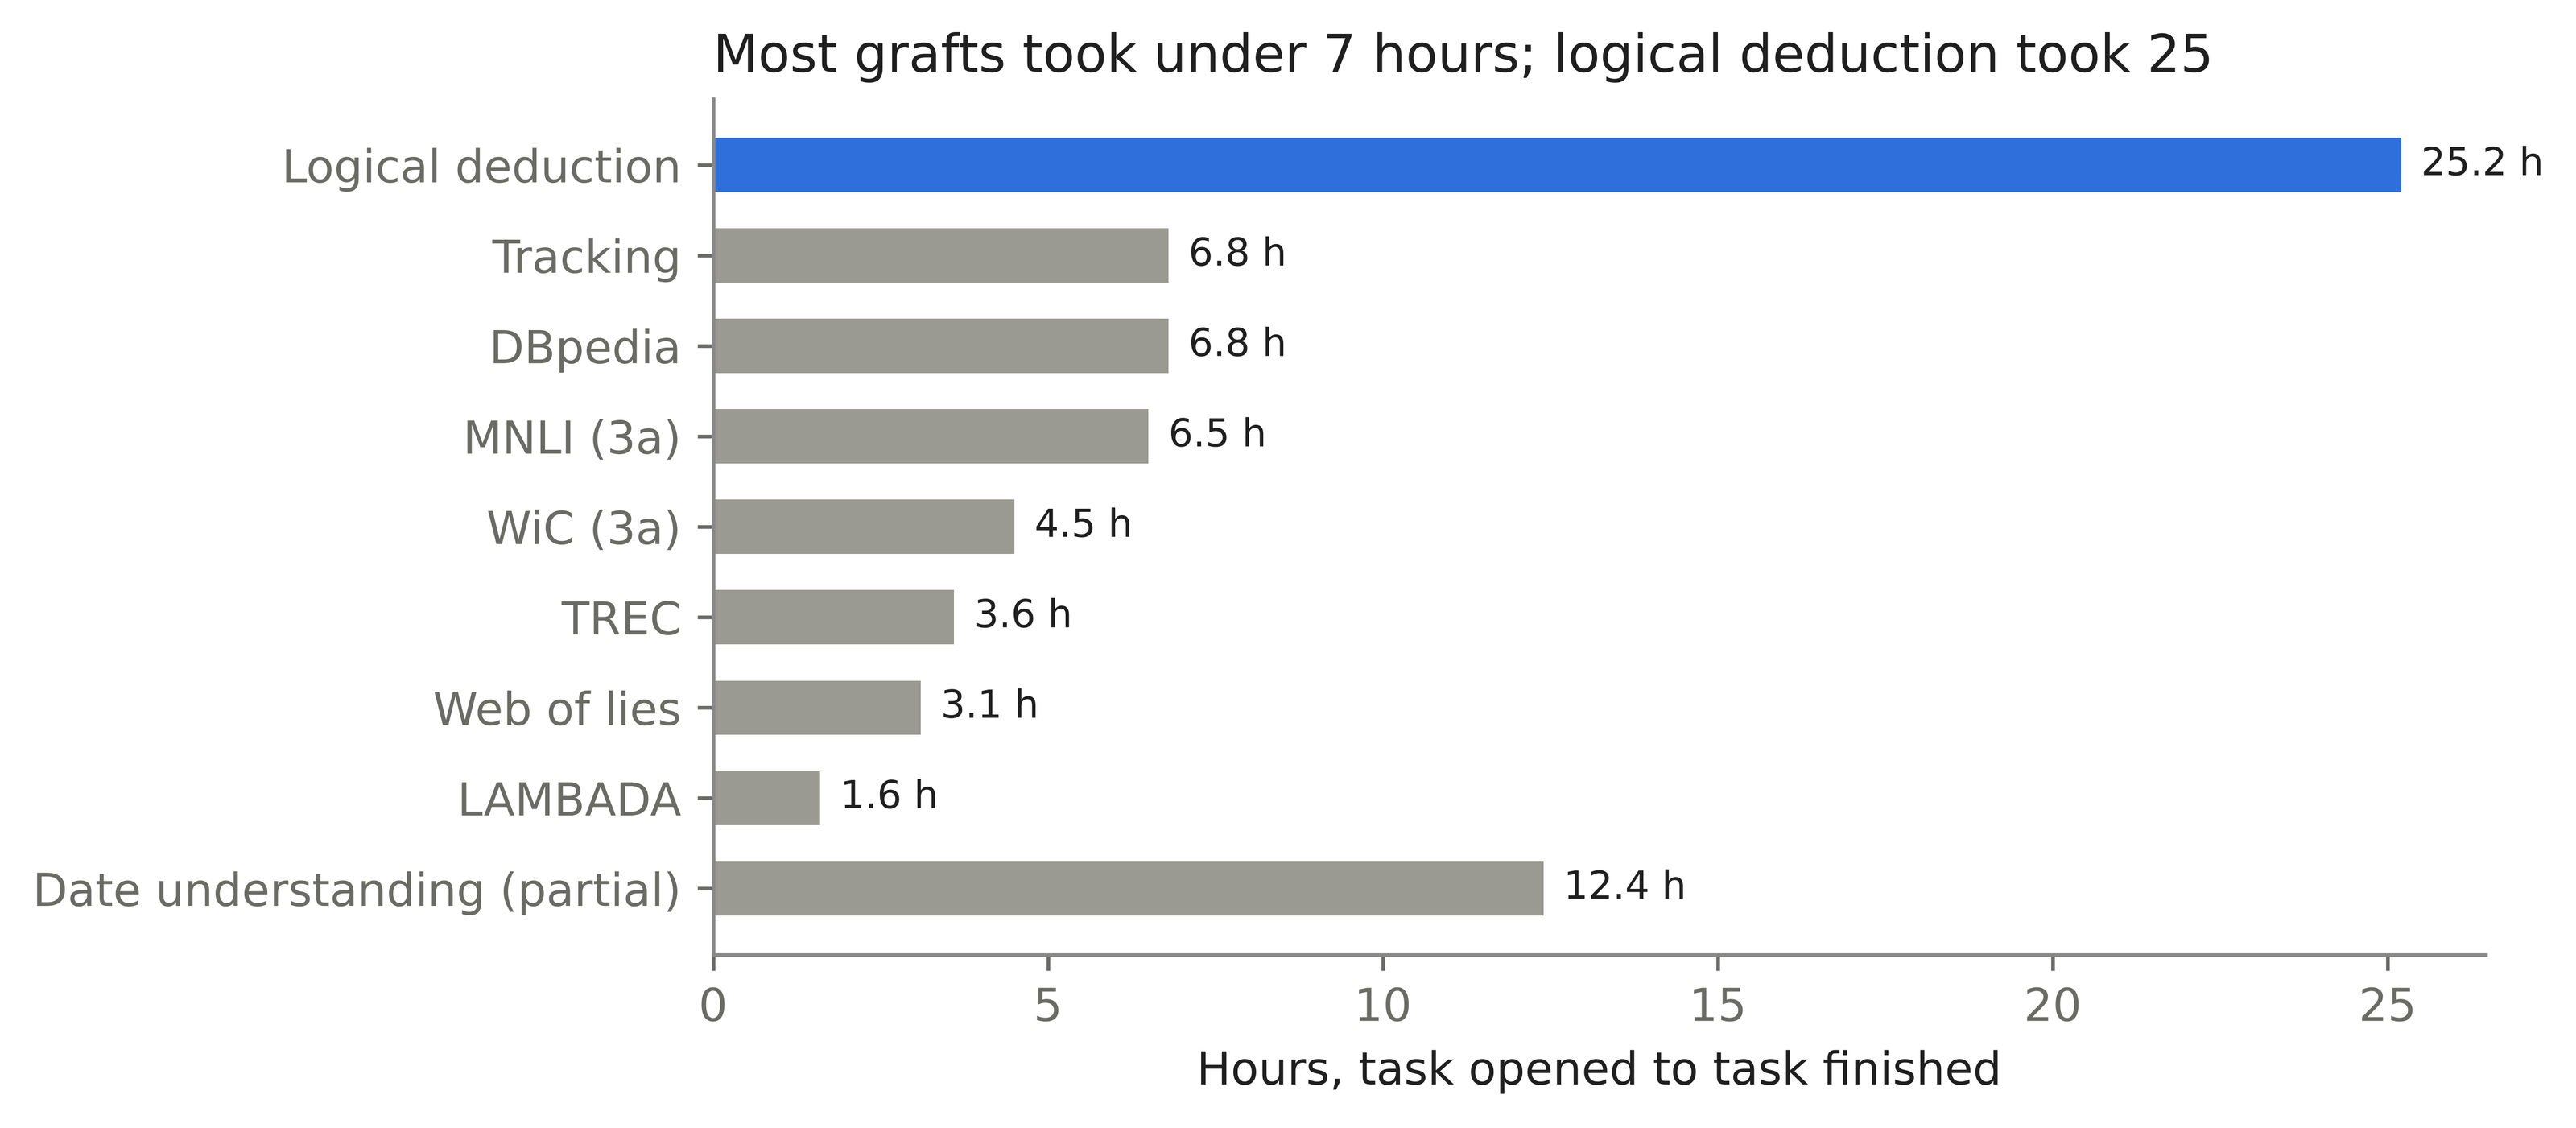 Most grafts took under 7 hours; logical deduction took 25
Logical deduction 25.2 h
Tracking 6.8 h
DBpedia 6.8 h
MNLI (3a) 6.5 h
WiC (3a) 4.5 h
TREC 3.6 h
Web of lies 3.1 h
LAMBADA 1.6 h
Date understanding (partial) 12.4 h
0 5 10 15 20 25
Hours, task opened to task finished